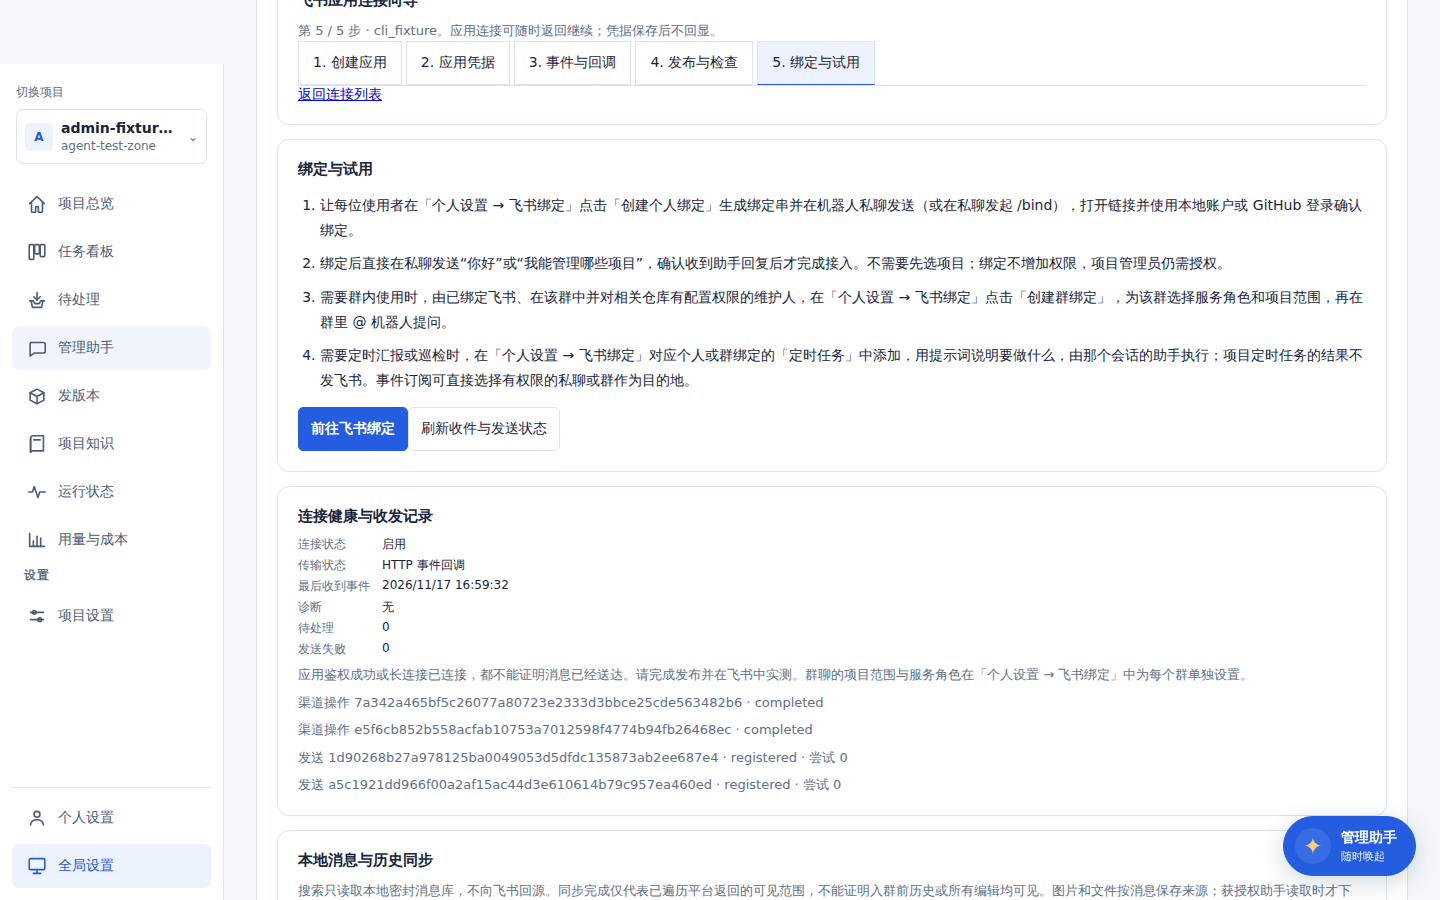 切换项目
A
admin-fixtur...
agent-test-zone
项目总览
任务看板
待处理
管理助手
发版本
项目知识
运行状态
用量与成本
设置
项目设置
个人设置
全局设置
飞书应用连接向导
第 5 / 5 步 · cli_fixture。应用连接可随时返回继续；凭据保存后不回显。
1. 创建应用
2. 应用凭据
3. 事件与回调
4. 发布与检查
5. 绑定与试用
返回连接列表
绑定与试用
1. 让每位使用者在「个人设置 → 飞书绑定」点击「创建个人绑定」生成绑定串并在机器人私聊发送（或在私聊发起 /bind），打开链接并使用本地账户或 GitHub 登录确认
绑定。
2. 绑定后直接在私聊发送“你好”或“我能管理哪些项目”，确认收到助手回复后才完成接入。不需要先选项目；绑定不增加权限，项目管理员仍需授权。
3. 需要群内使用时，由已绑定飞书、在该群中并对相关仓库有配置权限的维护人，在「个人设置 → 飞书绑定」点击「创建群绑定」，为该群选择服务角色和项目范围，再在
群里 @ 机器人提问。
4. 需要定时汇报或巡检时，在「个人设置 → 飞书绑定」对应个人或群绑定的「定时任务」中添加，用提示词说明要做什么，由那个会话的助手执行；项目定时任务的结果不
发飞书。事件订阅可直接选择有权限的私聊或群作为目的地。
前往飞书绑定
刷新收件与发送状态
连接健康与收发记录
连接状态 启用
传输状态 HTTP 事件回调
最后收到事件 2026/11/17 16:59:32
诊断 无
待处理 0
发送失败 0
应用鉴权成功或长连接已连接，都不能证明消息已经送达。请完成发布并在飞书中实测。群聊的项目范围与服务角色在「个人设置 → 飞书绑定」中为每个群单独设置。
渠道操作 7a342a465bf5c26077a80723e2333d3bbce25cde563482b6 · completed
渠道操作 e5f6cb852b558acfab10753a7012598f4774b94fb26468ec · completed
发送 1d90268b27a978125ba0049053d5dfdc135873ab2ee687e4 · registered · 尝试 0
发送 a5c1921dd966f00a2af15ac44d3e610614b79c957ea460ed · registered · 尝试 0
本地消息与历史同步
搜索只读取本地密封消息库，不向飞书回源。同步完成仅代表已遍历平台返回的可见范围，不能证明入群前历史或所有编辑均可见。图片和文件按消息保存来源；获授权助手读取时才下
管理助手
随时唤起